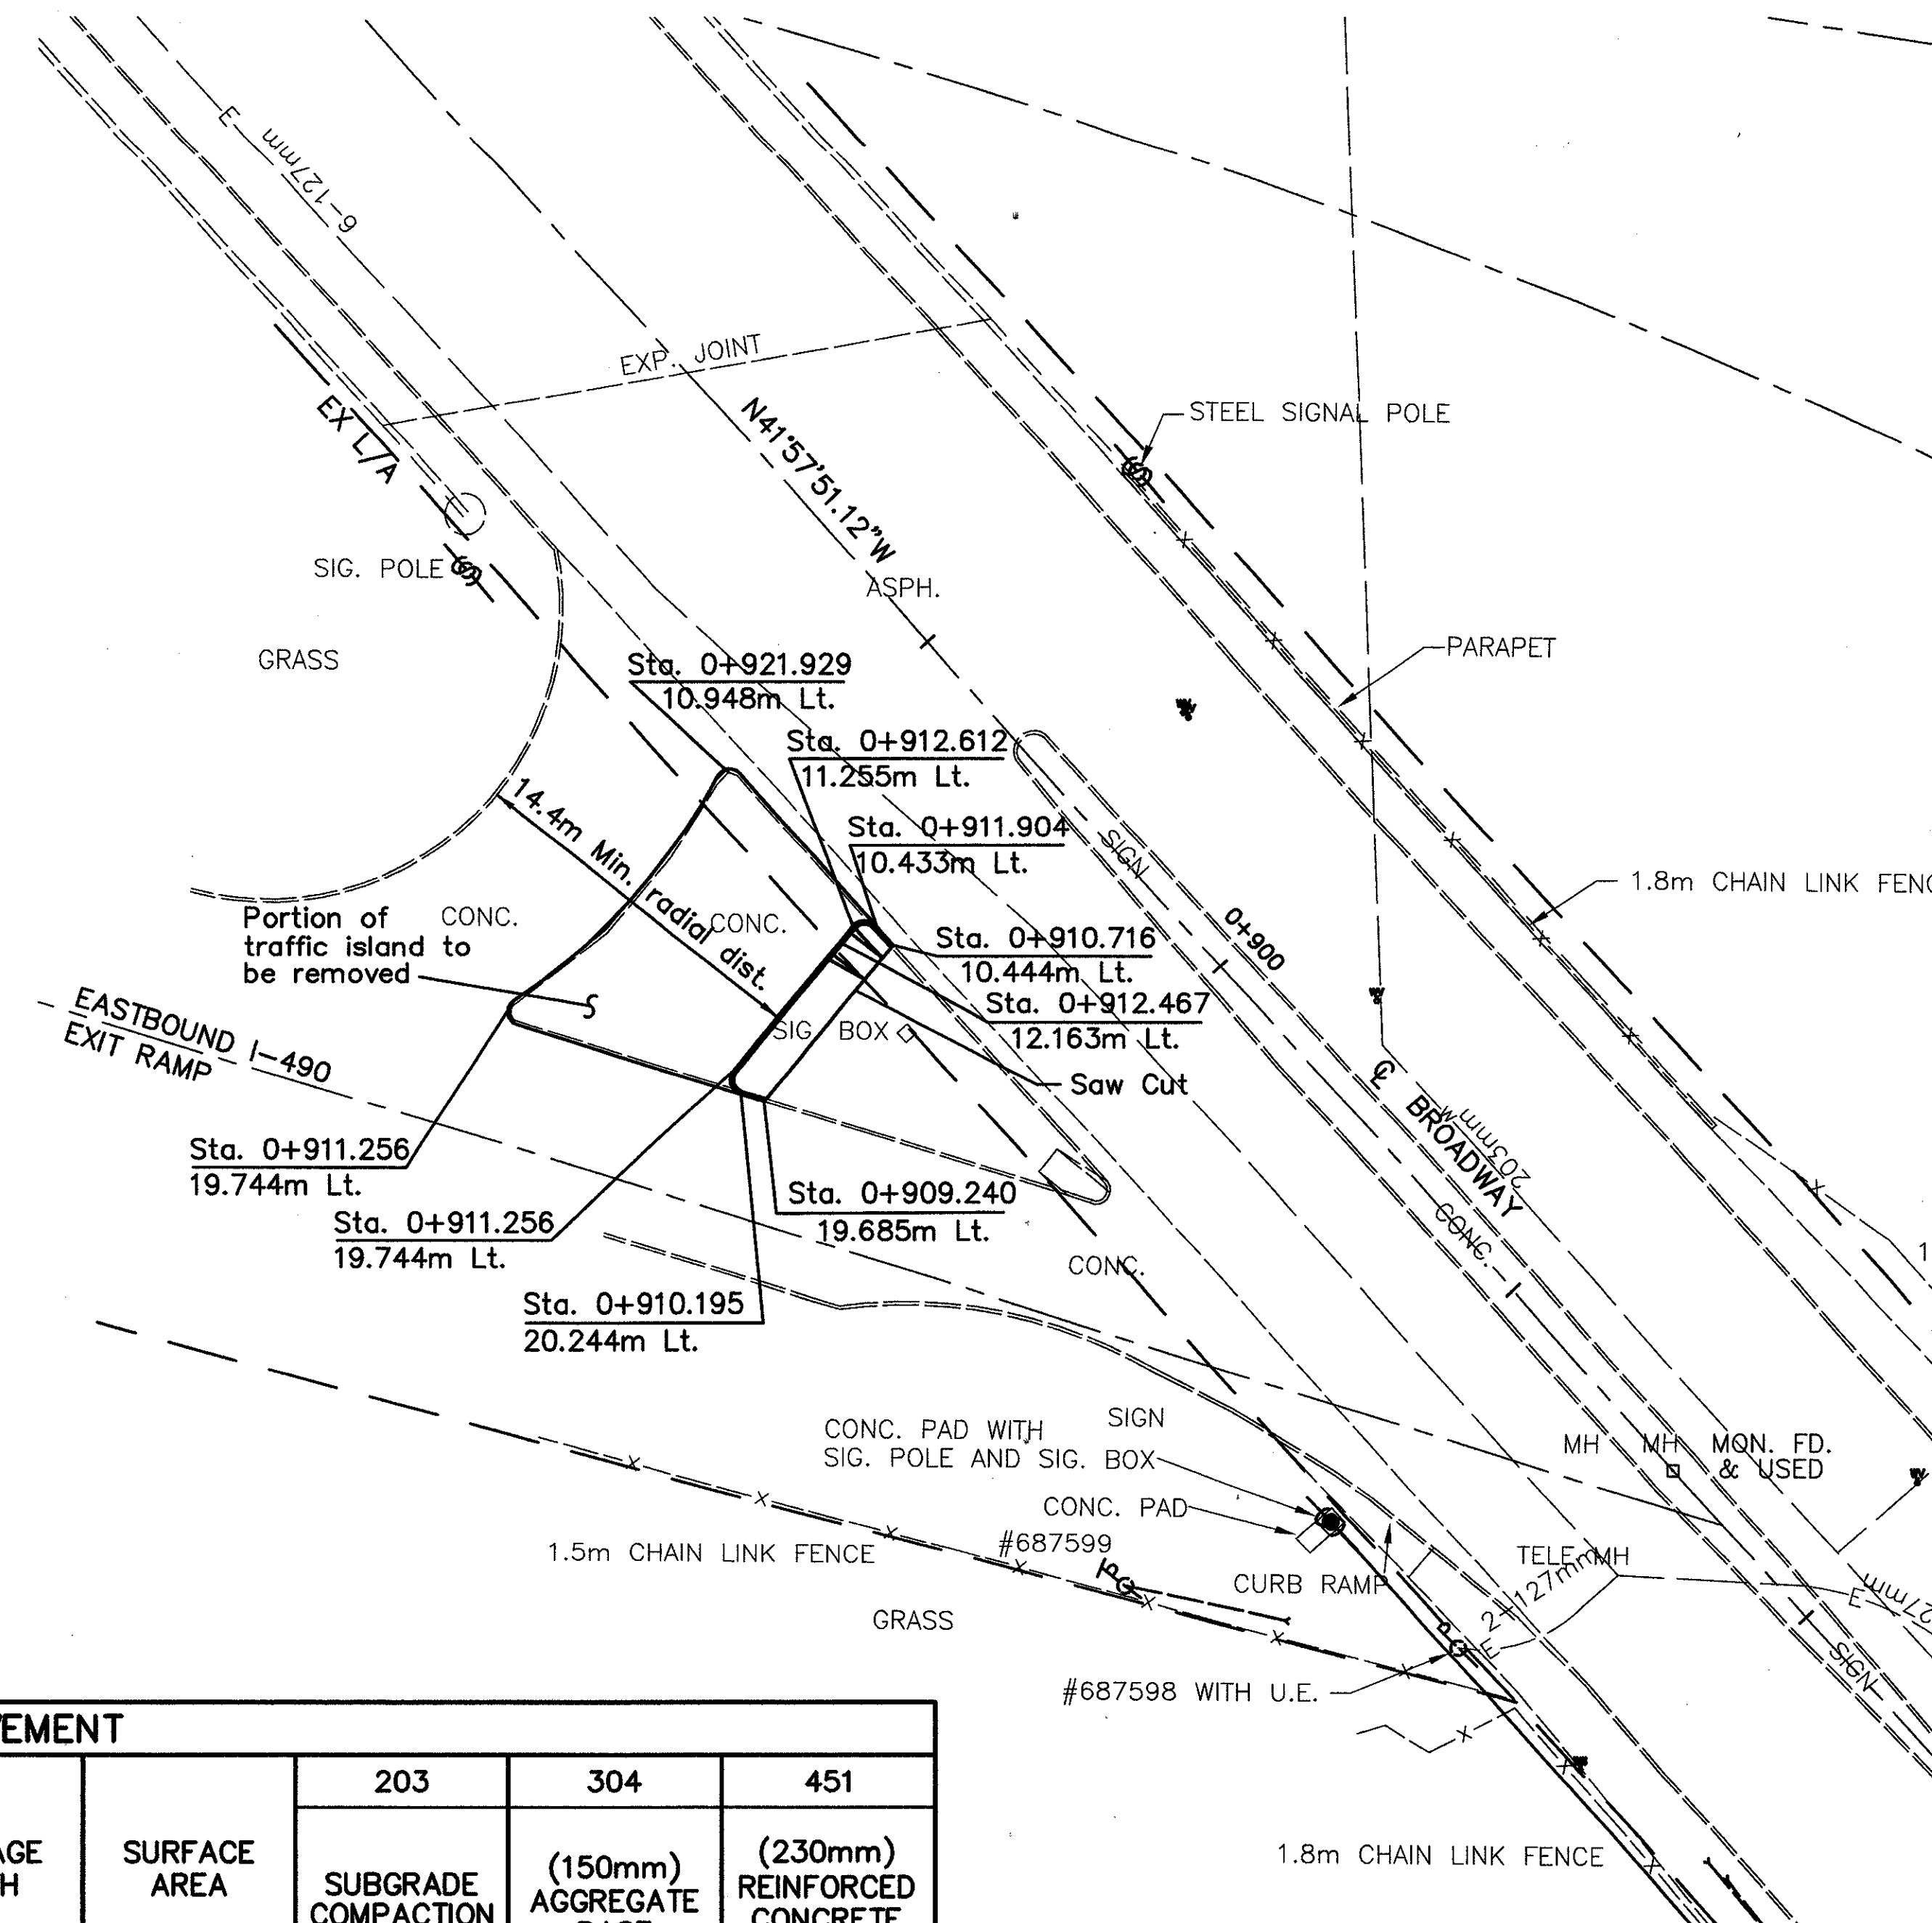 E
6-127mm
EXP. JOINT
EX L/A
N41°57'51.12"W
STEEL SIGNAL POLE
SIG. POLE
ASPH.
GRASS
PARAPET
Sta. 0+921.929
10.948m Lt.
Sta. 0+912.612
11.255m Lt.
Sta. 0+911.904
10.433m Lt.
SIGN
1.8m CHAIN LINK
14.4m Min. radial dist.
Portion of
traffic island to
be removed
CONC.
CONC.
0+900
Sta. 0+910.716
10.444m Lt.
Sta. 0+912.467
12.163m Lt.
SIG. BOX
Saw Cut
EASTBOUND I-490
EXIT RAMP
℄ BROADWAY
203mm
Sta. 0+911.256
19.744m Lt.
Sta. 0+909.240
19.685m Lt.
Sta. 0+911.256
19.744m Lt.
CONC.
CONC.
1
Sta. 0+910.195
20.244m Lt.
SIGN
CONC. PAD WITH
SIG. POLE AND SIG. BOX
MH
MH
MON. FD.
& USED
CONC. PAD
#687599
1.5m CHAIN LINK FENCE
TELE MH
CURB RAMP
2-127mm
E
E
27mm
GRASS
SIGN
#687598 WITH U.E.
203
304
451
SURFACE
AREA
SUBGRADE
COMPACTION
(150mm)
AGGREGATE
(230mm)
REINFORCED
CONCRETE
1.8m CHAIN LINK FENCE